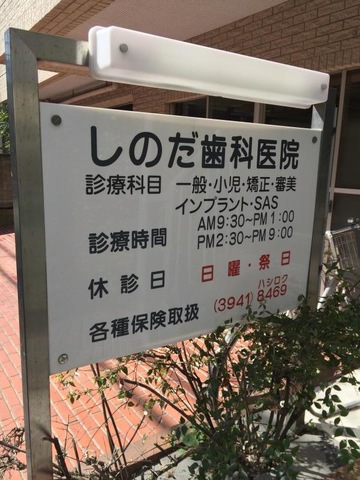 しのだ歯科医院
診療科目 一般・小児・矯正・審美
インプラント・SAS
診療時間 AM9:30~PM1:00
PM2:30~PM9:00
休診日 日曜・祭日
ハシロク
各種保険取扱 (3941)8469